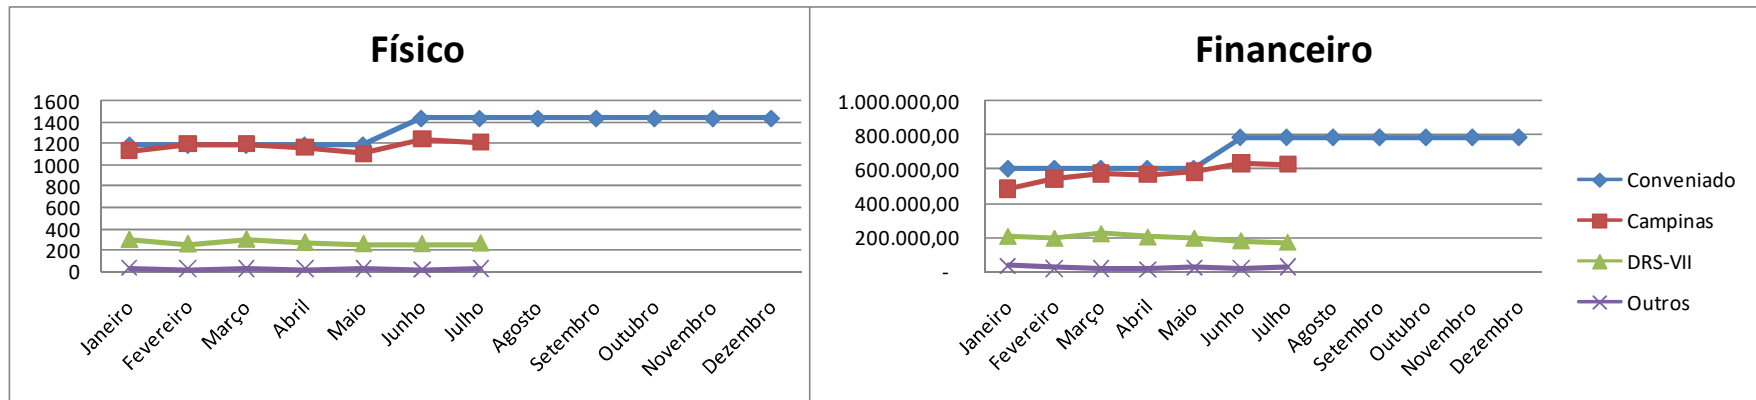 Físico
1600
1400
1200
1000
800
600
400
200
0
Janeiro
Fevereiro
Março
Abril
Maio
Junho
Julho
Agosto
Setembro
Outubro
Novembro
Dezembro
Financeiro
1.000.000,00
800.000,00
600.000,00
400.000,00
200.000,00
-
Janeiro
Fevereiro
Março
Abril
Maio
Junho
Julho
Agosto
Setembro
Outubro
Novembro
Dezembro
Conveniado
Campinas
DRS-VII
Outros